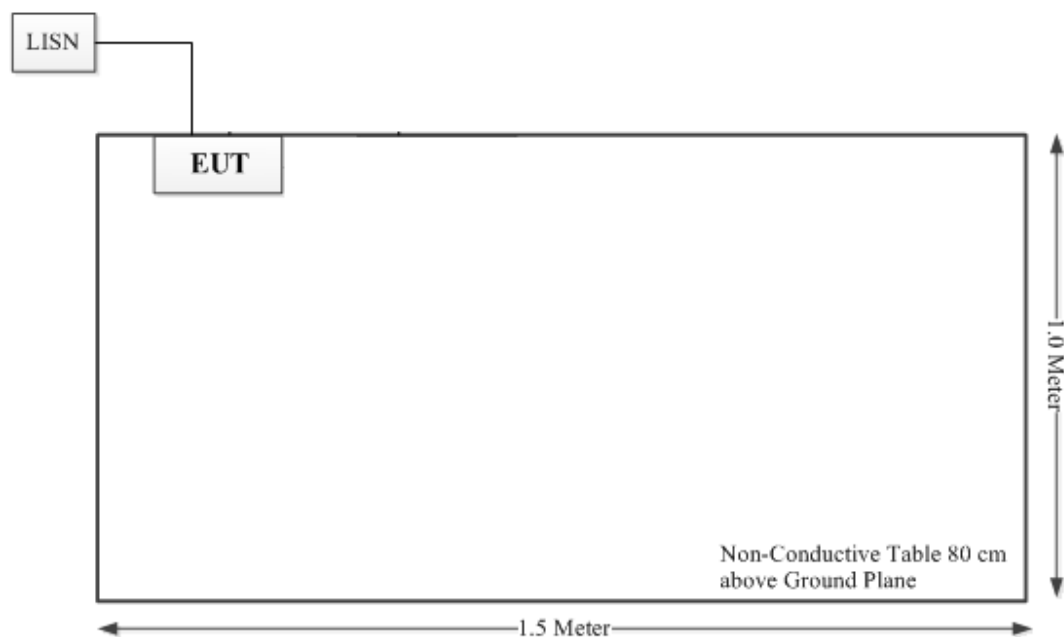 LISN
EUT
1.0 Meter
Non-Conductive Table 80 cm
above Ground Plane
1.5 Meter